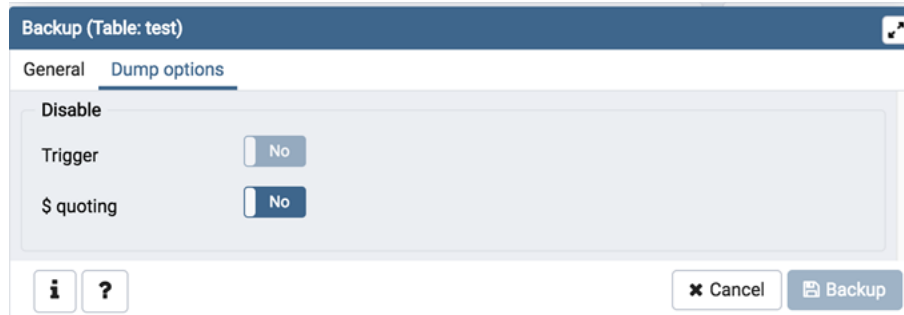 Backup (Table: test)
General Dump options
Disable
Trigger No
$ quoting No
i ? Cancel Backup